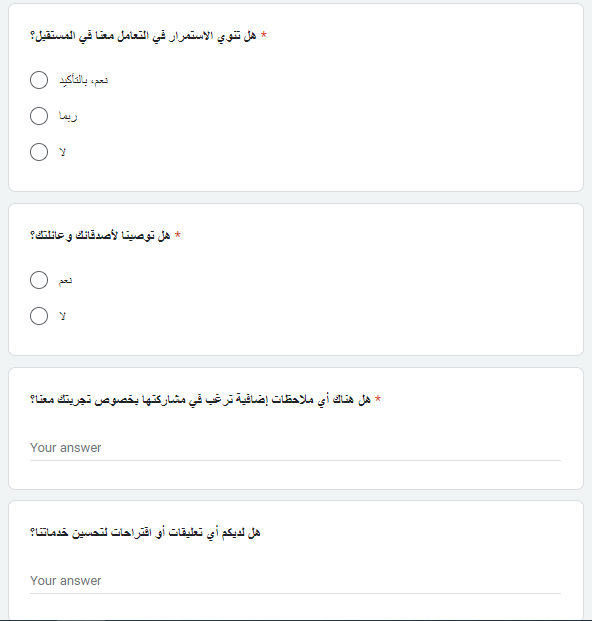 هل تنوي الاستمرار في التعامل معنا في المستقبل؟ *
نعم، بالتأكيد
ربما
لا
هل توصينا لأصدقائك وعائلتك؟ *
نعم
لا
هل هناك أي ملاحظات إضافية ترغب في مشاركتها بخصوص تجربتك معنا؟ *
Your answer
هل لديكم أي تعليقات أو اقتراحات لتحسين خدماتنا؟
Your answer